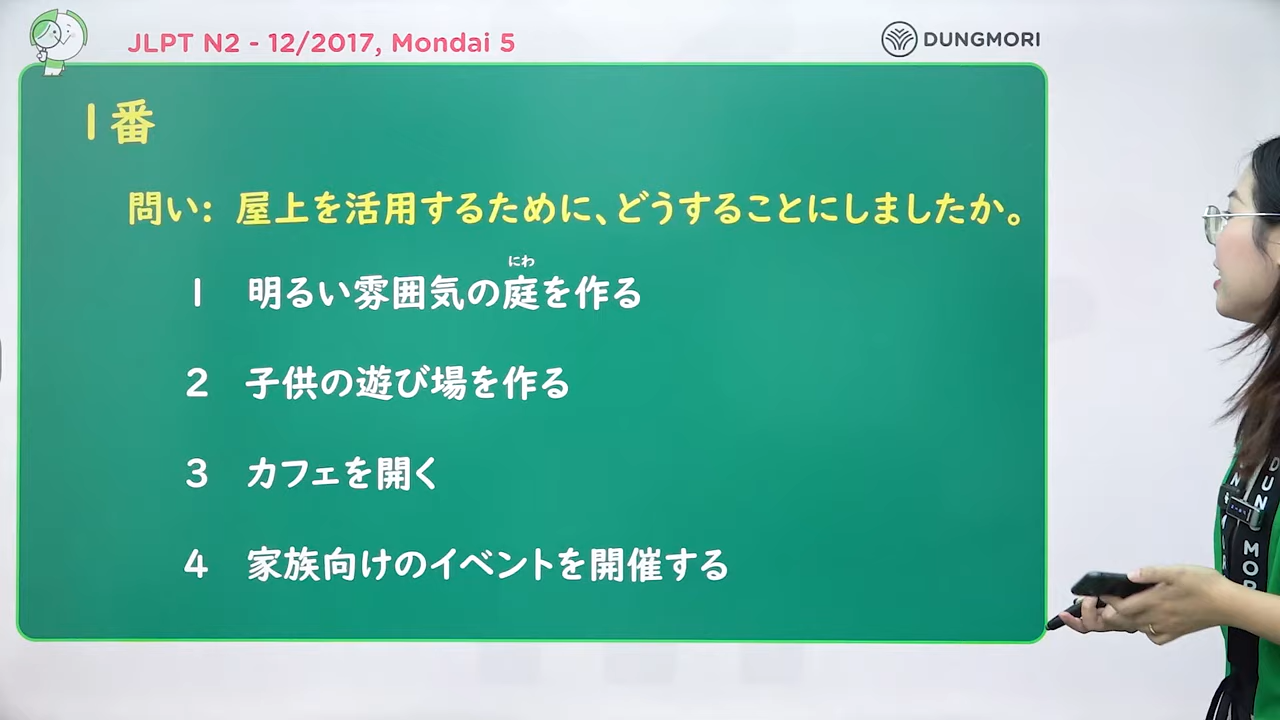 JLPT N2 - 12/2017, Mondai 5
DUNGMORI
1番
問い: 屋上を活用するために、どうすることにしましたか。
にわ
1 明るい雰囲気の庭を作る
2 子供の遊び場を作る
3 カフェを開く
4 家族向けのイベントを開催する